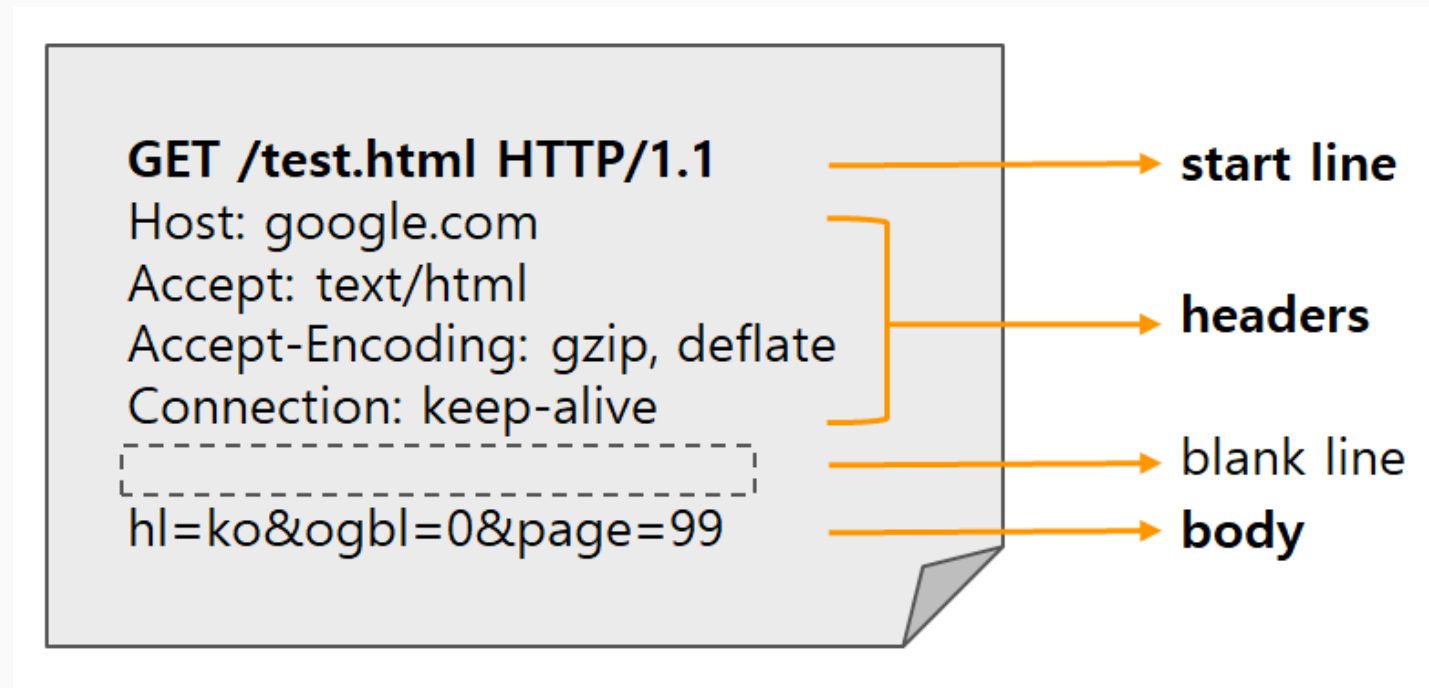 GET /test.html HTTP/1.1
start line
Host: google.com
Accept: text/html
Accept-Encoding: gzip, deflate
Connection: keep-alive
headers
blank line
hl=ko&ogbl=0&page=99
body